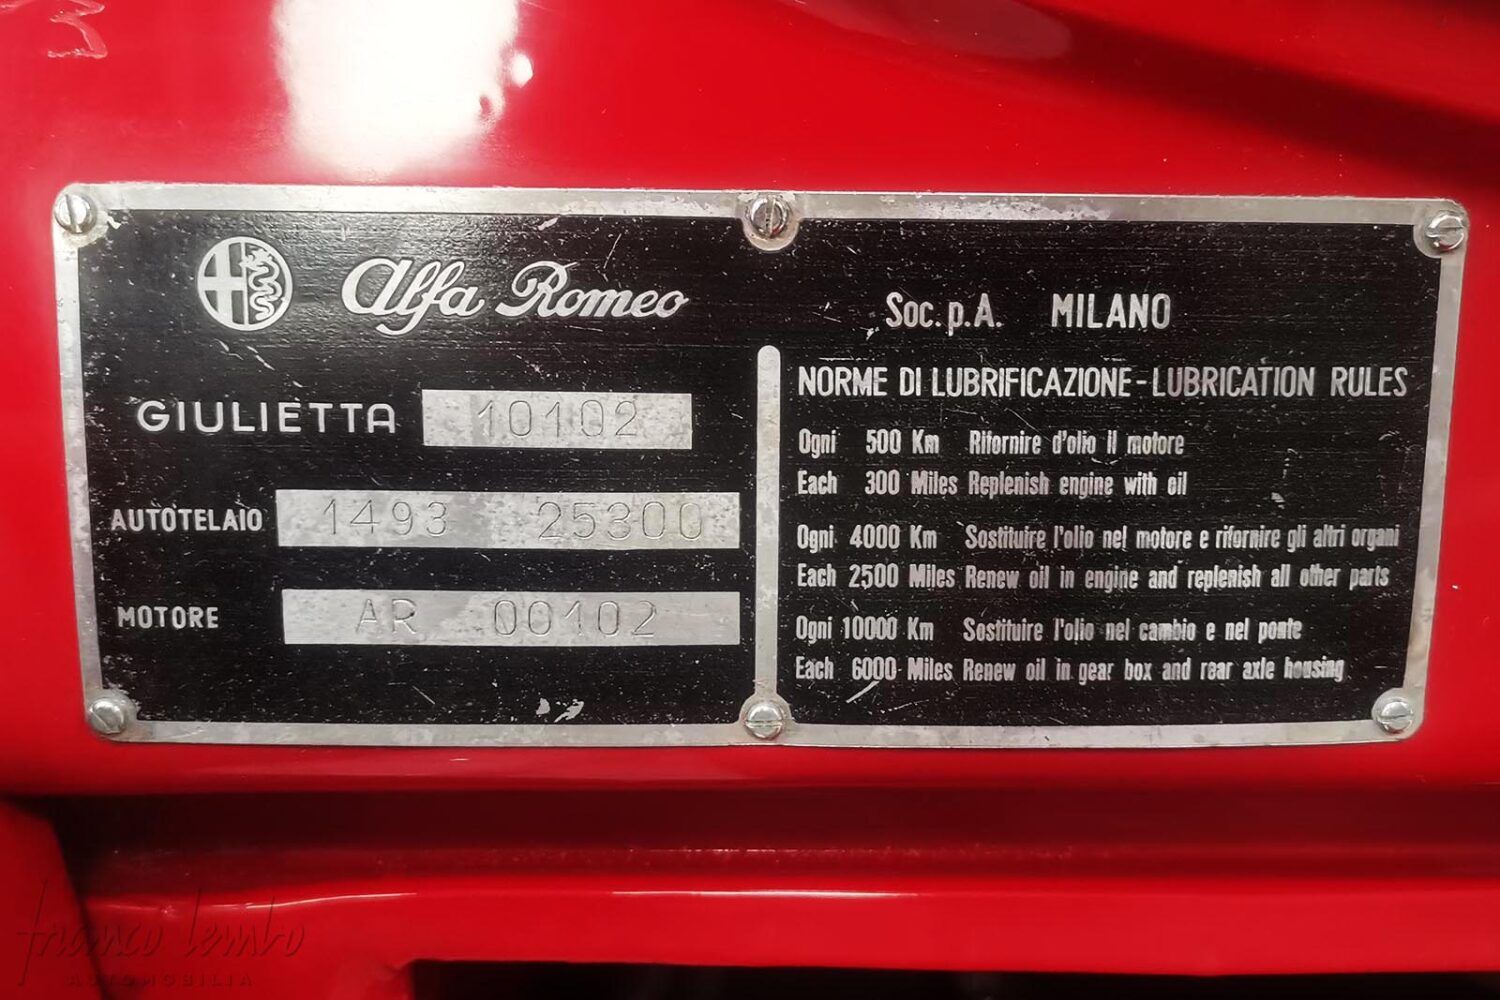 Alfa Romeo
GIULIETTA 10102
AUTOTELAIO 1493 25300
MOTORE AR 00102
Soc.p.A. MILANO
NORME DI LUBRIFICAZIONE - LUBRICATION RULES
Ogni 500 Km Rifornire d'olio il motore
Each 300 Miles Replenish engine with oil
Ogni 4000 Km Sostituire l'olio nel motore e rifornire gli altri organi
Each 2500 Miles Renew oil in engine and replenish all other parts
Ogni 10000 Km Sostituire l'olio nel cambio e nel ponte
Each 6000 Miles Renew oil in gear box and rear axle housing
franco lembo
AUTOMOBILIA